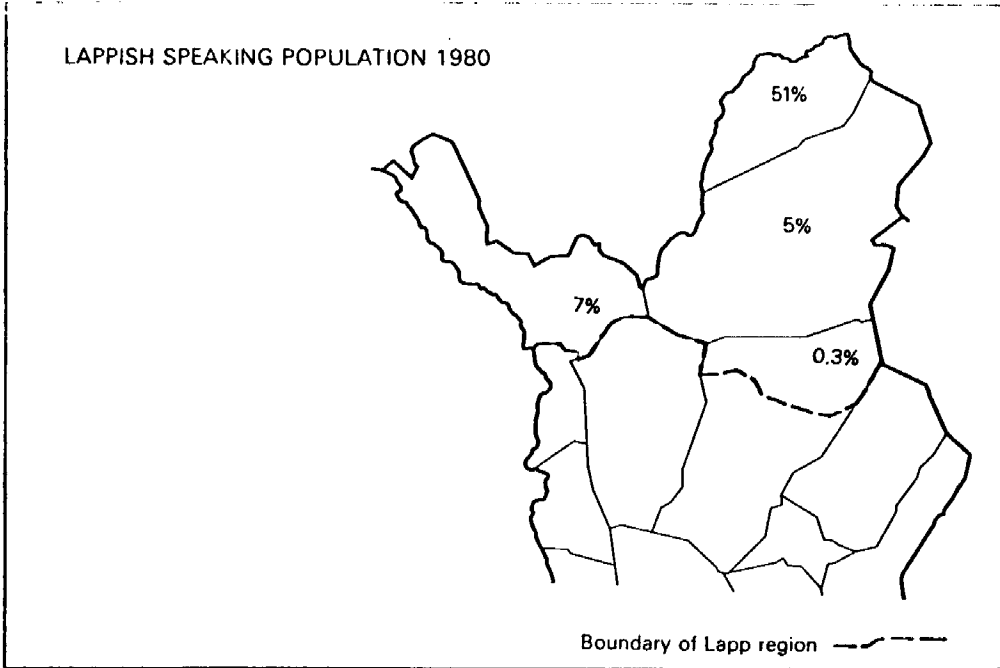 LAPPISH SPEAKING POPULATION 1980
51%
5%
7%
0.3%
Boundary of Lapp region